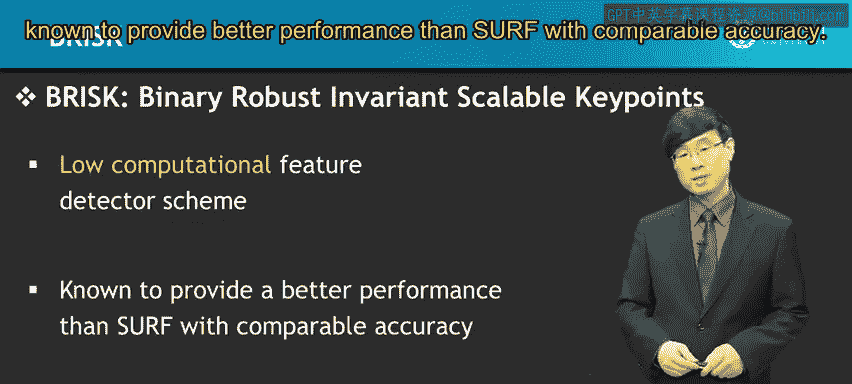 known to provide better performance than SURF with comparable accuracy.
BRISK
❖ BRISK: Binary Robust Invariant Scalable Keypoints
▪ Low computational feature
detector scheme
▪ Known to provide a better performance
than SURF with comparable accuracy